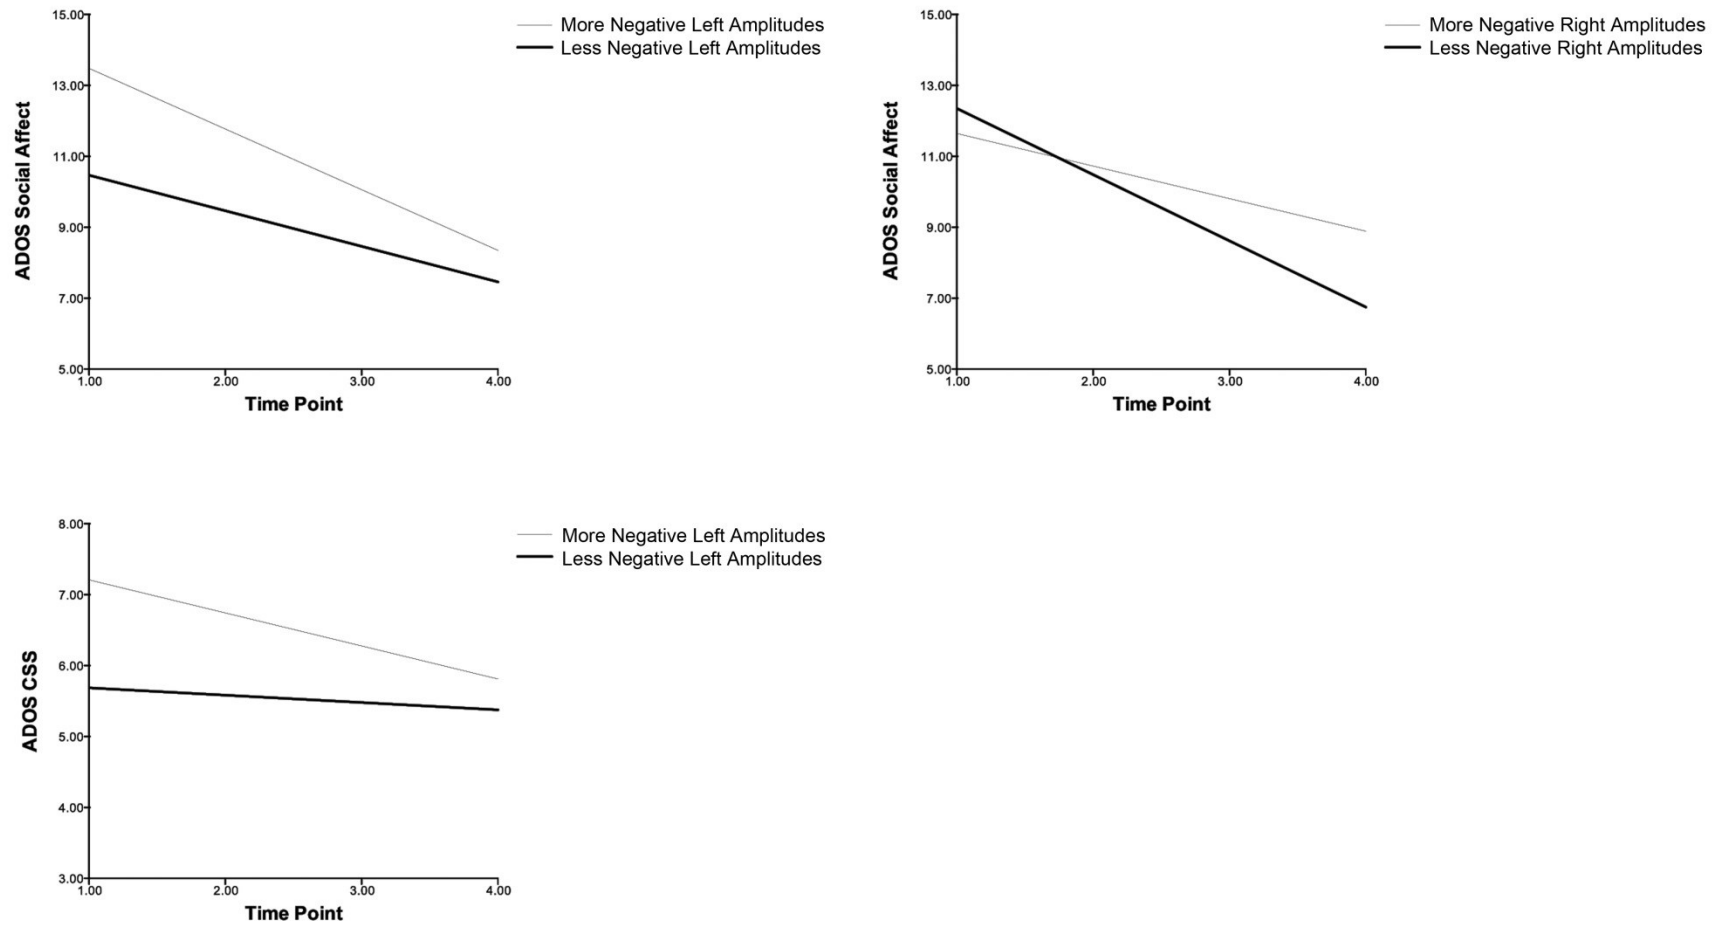 15.00
13.00
11.00
9.00
7.00
5.00
1.00 2.00 3.00 4.00
ADOS Social Affect
Time Point
More Negative Left Amplitudes
Less Negative Left Amplitudes
15.00
13.00
11.00
9.00
7.00
5.00
1.00 2.00 3.00 4.00
ADOS Social Affect
Time Point
More Negative Right Amplitudes
Less Negative Right Amplitudes
8.00
7.00
6.00
5.00
4.00
3.00
1.00 2.00 3.00 4.00
ADOS CSS
Time Point
More Negative Left Amplitudes
Less Negative Left Amplitudes